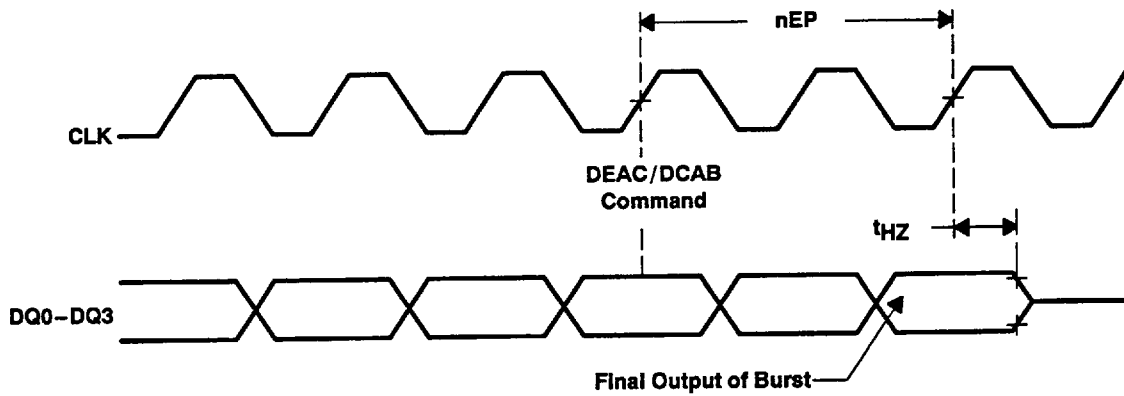 nEP
CLK
DEAC/DCAB
Command
tHZ
DQ0–DQ3
Final Output of Burst